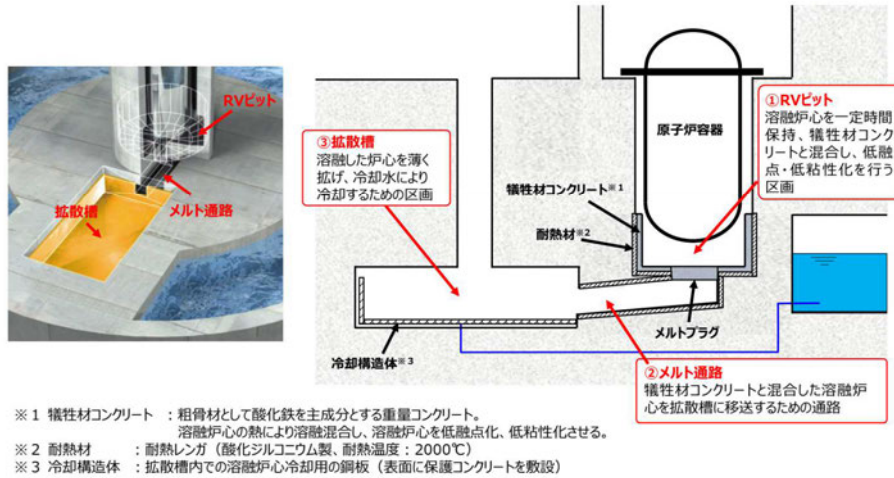 RVピット
メルト通路
拡散槽
③拡散槽
溶融した炉心を薄く
拡げ、冷却水により
冷却するための区画
原子炉容器
①RVピット
溶融炉心を一定時間
保持、犠牲材コンク
リートと混合し、低融
点・低粘性化を行う
区画
犠牲材コンクリート※1
耐熱材※2
メルトプラグ
冷却構造体※3
②メルト通路
犠牲材コンクリートと混合した溶融炉
心を拡散槽に移送するための通路
※1 犠牲材コンクリート ：粗骨材として酸化鉄を主成分とする重量コンクリート。
溶融炉心の熱により溶融混合し、溶融炉心を低融点化、低粘性化させる。
※2 耐熱材 ：耐熱レンガ（酸化ジルコニウム製、耐熱温度：2000℃）
※3 冷却構造体 ：拡散槽内での溶融炉心冷却用の鋼板（表面に保護コンクリートを敷設）